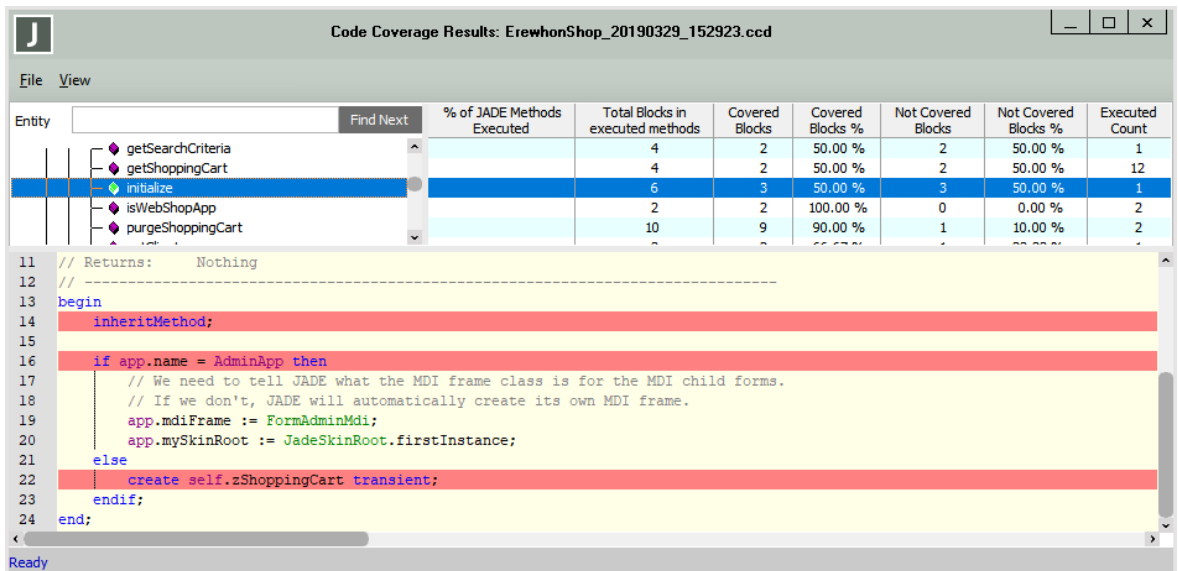 J
Code Coverage Results: ErewhonShop_20190329_152923.ccd
File View
Entity Find Next % of JADE Methods Executed Total Blocks in executed methods Covered Blocks Covered Blocks % Not Covered Blocks Not Covered Blocks % Executed Count
getSearchCriteria 4 2 50.00 % 2 50.00 % 1
getShoppingCart 4 2 50.00 % 2 50.00 % 12
initialize 6 3 50.00 % 3 50.00 % 1
isWebShopApp 2 2 100.00 % 0 0.00 % 2
purgeShoppingCart 10 9 90.00 % 1 10.00 % 2
11 // Returns: Nothing
12 // --------------------------------------------------------------------------------
13 begin
14 inheritMethod;
15
16 if app.name = AdminApp then
17 // We need to tell JADE what the MDI frame class is for the MDI child forms.
18 // If we don't, JADE will automatically create its own MDI frame.
19 app.mdiFrame := FormAdminMdi;
20 app.mySkinRoot := JadeSkinRoot.firstInstance;
21 else
22 create self.zShoppingCart transient;
23 endif;
24 end;
Ready